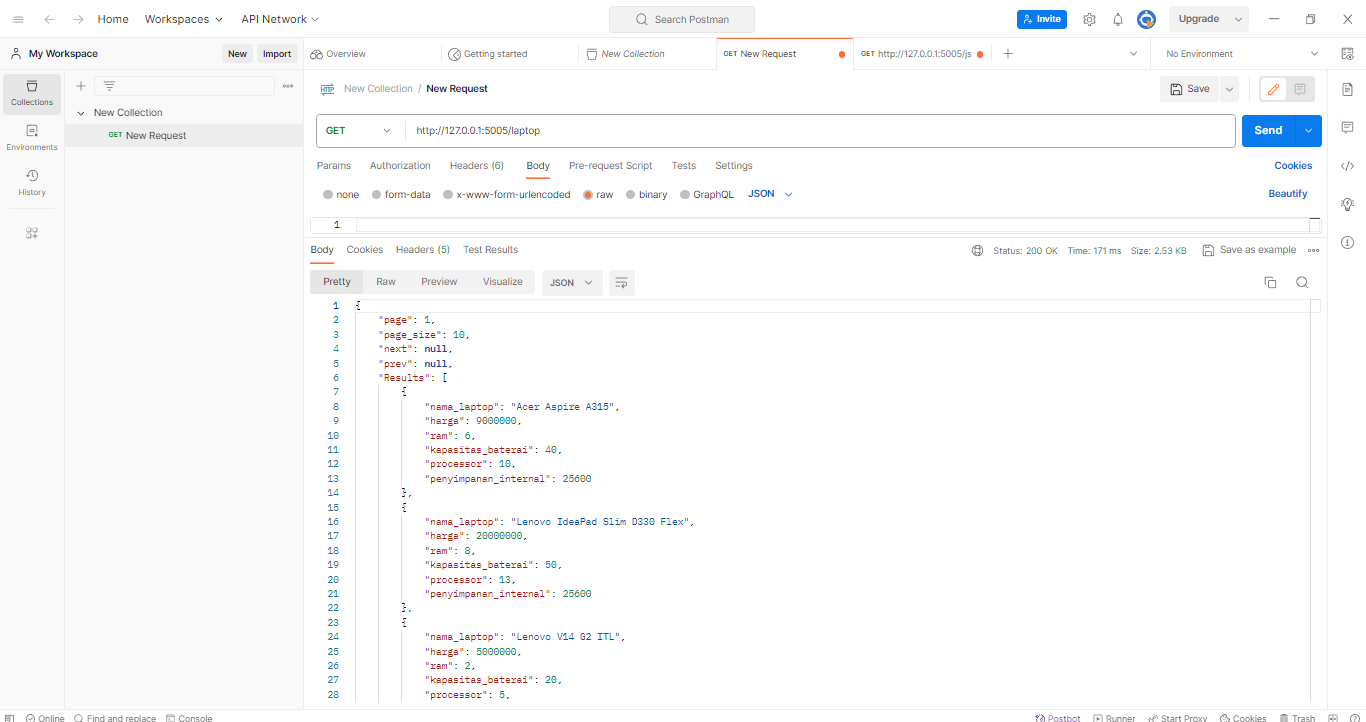 Home Workspaces API Network Search Postman Invite Upgrade
My Workspace New Import Overview Getting started New Collection GET New Request GET http://127.0.0.1:5005/js No Environment
Collections
Environments
History
New Collection
GET New Request
HTTP New Collection / New Request Save
GET http://127.0.0.1:5005/laptop Send
Params Authorization Headers (6) Body Pre-request Script Tests Settings Cookies
none form-data x-www-form-urlencoded raw binary GraphQL JSON Beautify
1
Body Cookies Headers (5) Test Results Status: 200 OK Time: 171 ms Size: 2.53 KB Save as example
Pretty Raw Preview Visualize JSON
1 {
2 "page": 1,
3 "page_size": 10,
4 "next": null,
5 "prev": null,
6 "Results": [
7 {
8 "nama_laptop": "Acer Aspire A315",
9 "harga": 9000000,
10 "ram": 6,
11 "kapasitas_baterai": 40,
12 "processor": 10,
13 "penyimpanan_internal": 25600
14 },
15 {
16 "nama_laptop": "Lenovo IdeaPad Slim D330 Flex",
17 "harga": 20000000,
18 "ram": 8,
19 "kapasitas_baterai": 50,
20 "processor": 13,
21 "penyimpanan_internal": 25600
22 },
23 {
24 "nama_laptop": "Lenovo V14 G2 ITL",
25 "harga": 5000000,
26 "ram": 2,
27 "kapasitas_baterai": 20,
28 "processor": 5,
Online Find and replace Console Postbot Runner Start Proxy Cookies Trash